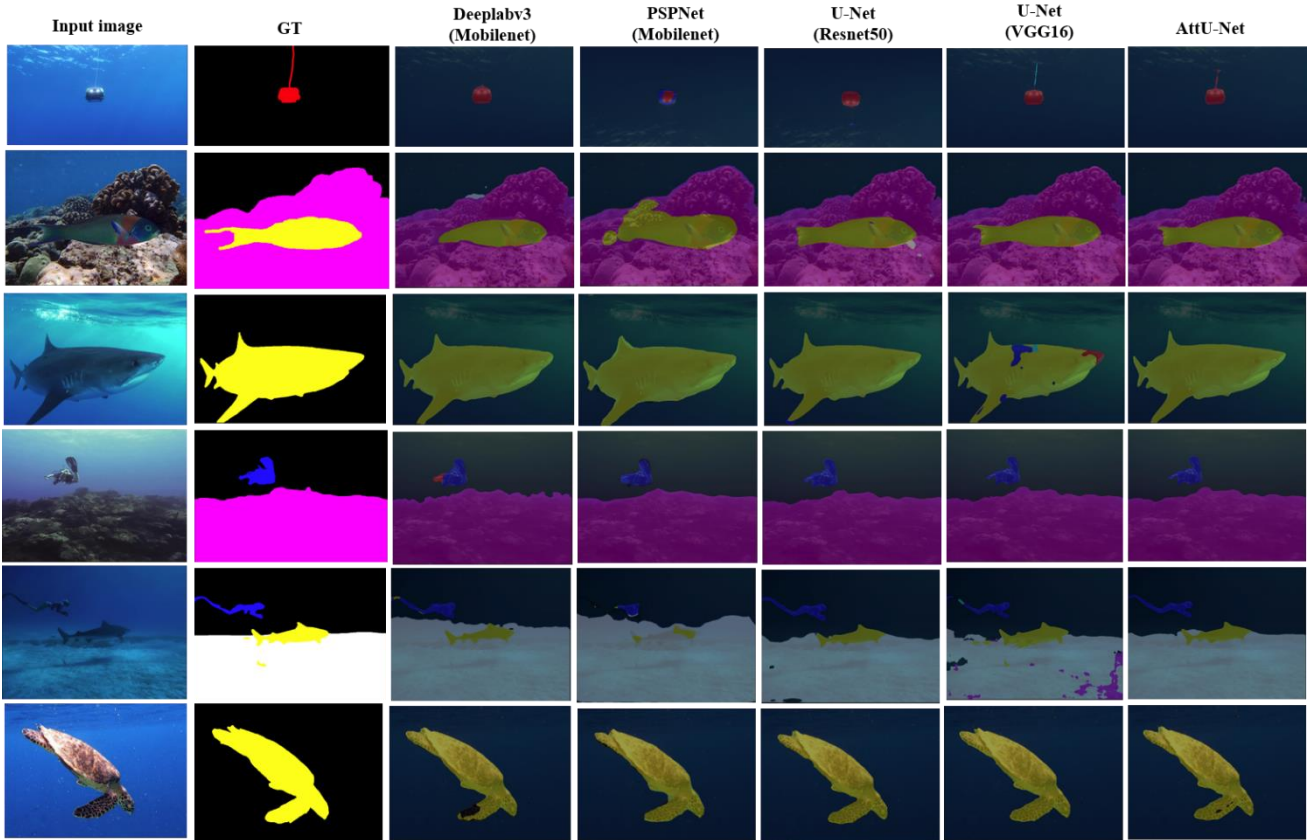 Input image
GT
Deeplabv3
(Mobilenet)
PSPNet
(Mobilenet)
U-Net
(Resnet50)
U-Net
(VGG16)
AttU-Net